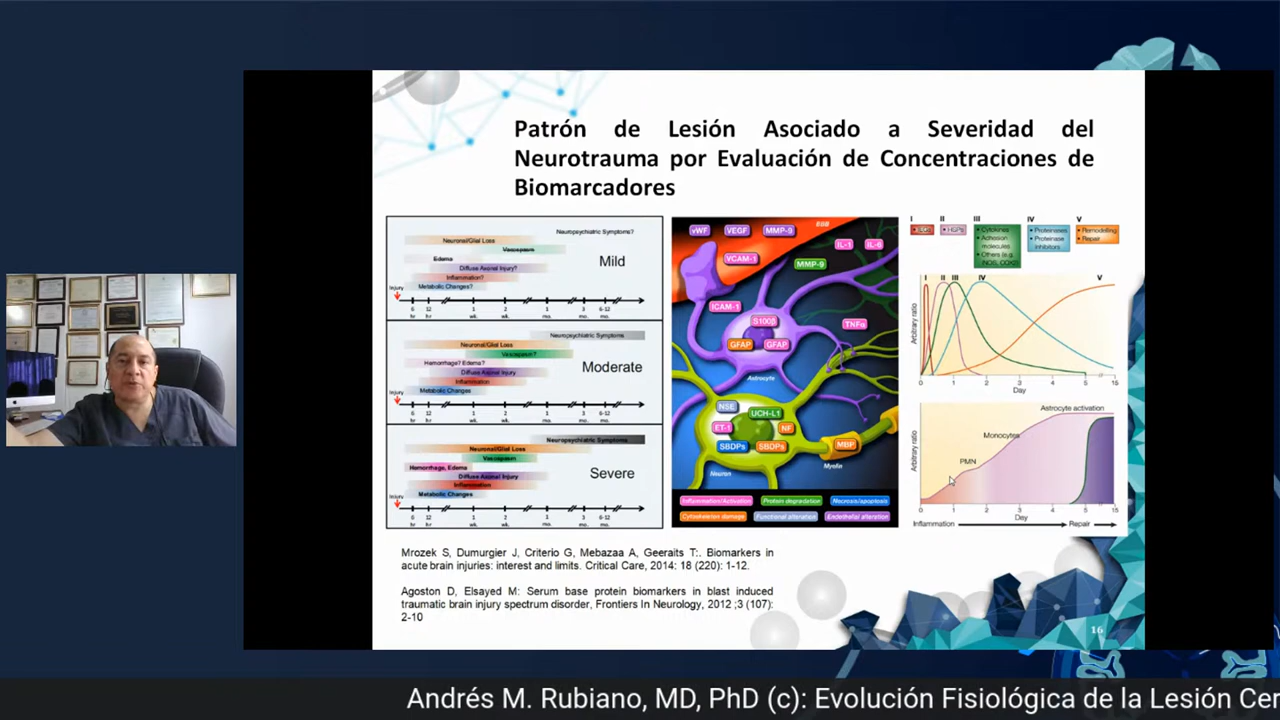 Patrón de Lesión Asociado a Severidad del
Neurotrauma por Evaluación de Concentraciones de
Biomarcadores
Neuropsychiatric Symptoms?
Neuronal/Glial Loss
Vasospasm
Edema
Mild
Diffuse Axonal Injury?
Inflammation?
Injury
Metabolic Changes?
6 hr
12 hr
1 wk.
2 wk.
1 mo.
3 mo.
6-12 mo.
Neuropsychiatric Symptoms
Neuronal/Glial Loss
Vasospasm?
Hemorrhage? Edema?
Moderate
Diffuse Axonal Injury
Inflammation
Injury
Metabolic Changes
6 hr
12 hr
1 wk.
2 wk.
1 mo.
3 mo.
6-12 mo.
Neuropsychiatric Symptoms
Neuronal/Glial Loss
Vasospasm
Hemorrhage, Edema
Severe
Diffuse Axonal Injury
Inflammation
Injury
Metabolic Changes
6 hr
12 hr
1 wk.
2 wk.
1 mo.
3 mo.
6-12 mo.
vWF VEGF MMP-9 BBB
IL-1 IL-6
VCAM-1 MMP-9
ICAM-1
S100β TNFα
GFAP GFAP
Astrocyte
NSE UCH-L1
ET-1 NF
SBDPs SBDPs MBP
Neuron Myelin
Inflammation/Activation Protein degradation Necrosis/apoptosis
Cytoskeleton damage Functional alteration Endothelial alteration
I II III IV V
HSPs
• Cytokines
• Adhesion
molecules
• Others (e.g.
iNOS, COX2)
• Proteinases
• Proteinase
inhibitors
• Remodelling
• Repair
I II III IV V
Arbitrary ratio
0 1 2 3 4 5 15
Day
Astrocyte activation
Monocytes
PMN
Arbitrary ratio
0 1 2 3 4 5 15
Day
Inflammation Repair
Mrozek S, Dumurgier J, Criterio G, Mebazaa A, Geeraits T:. Biomarkers in
acute brain injuries: interest and limits. Critical Care, 2014: 18 (220): 1-12.
Agoston D, Elsayed M: Serum base protein biomarkers in blast induced
traumatic brain injury spectrum disorder, Frontiers In Neurology, 2012 ;3 (107):
2-10
16
Andrés M. Rubiano, MD, PhD (c): Evolución Fisiológica de la Lesión Cer